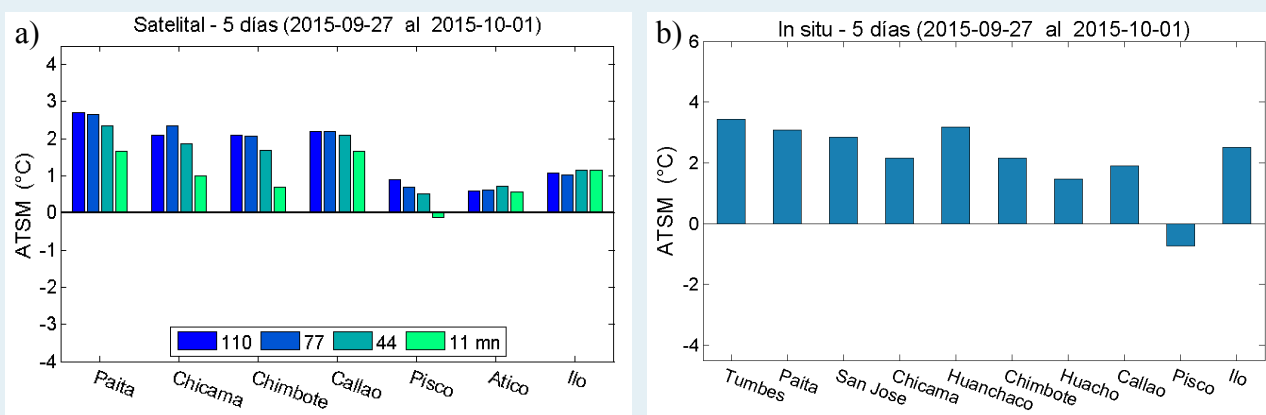 a)
Satelital - 5 días (2015-09-27 al 2015-10-01)
ATSM (°C)
4
3
2
1
0
-1
-2
-3
-4
110 77 44 11 mn
Paita Chicama Chimbote Callao Pisco Atico Ilo
b)
In situ - 5 días (2015-09-27 al 2015-10-01)
ATSM (°C)
6
4
2
0
-2
-4
Tumbes Paita San Jose Chicama Huanchaco Chimbote Huacho Callao Pisco Ilo